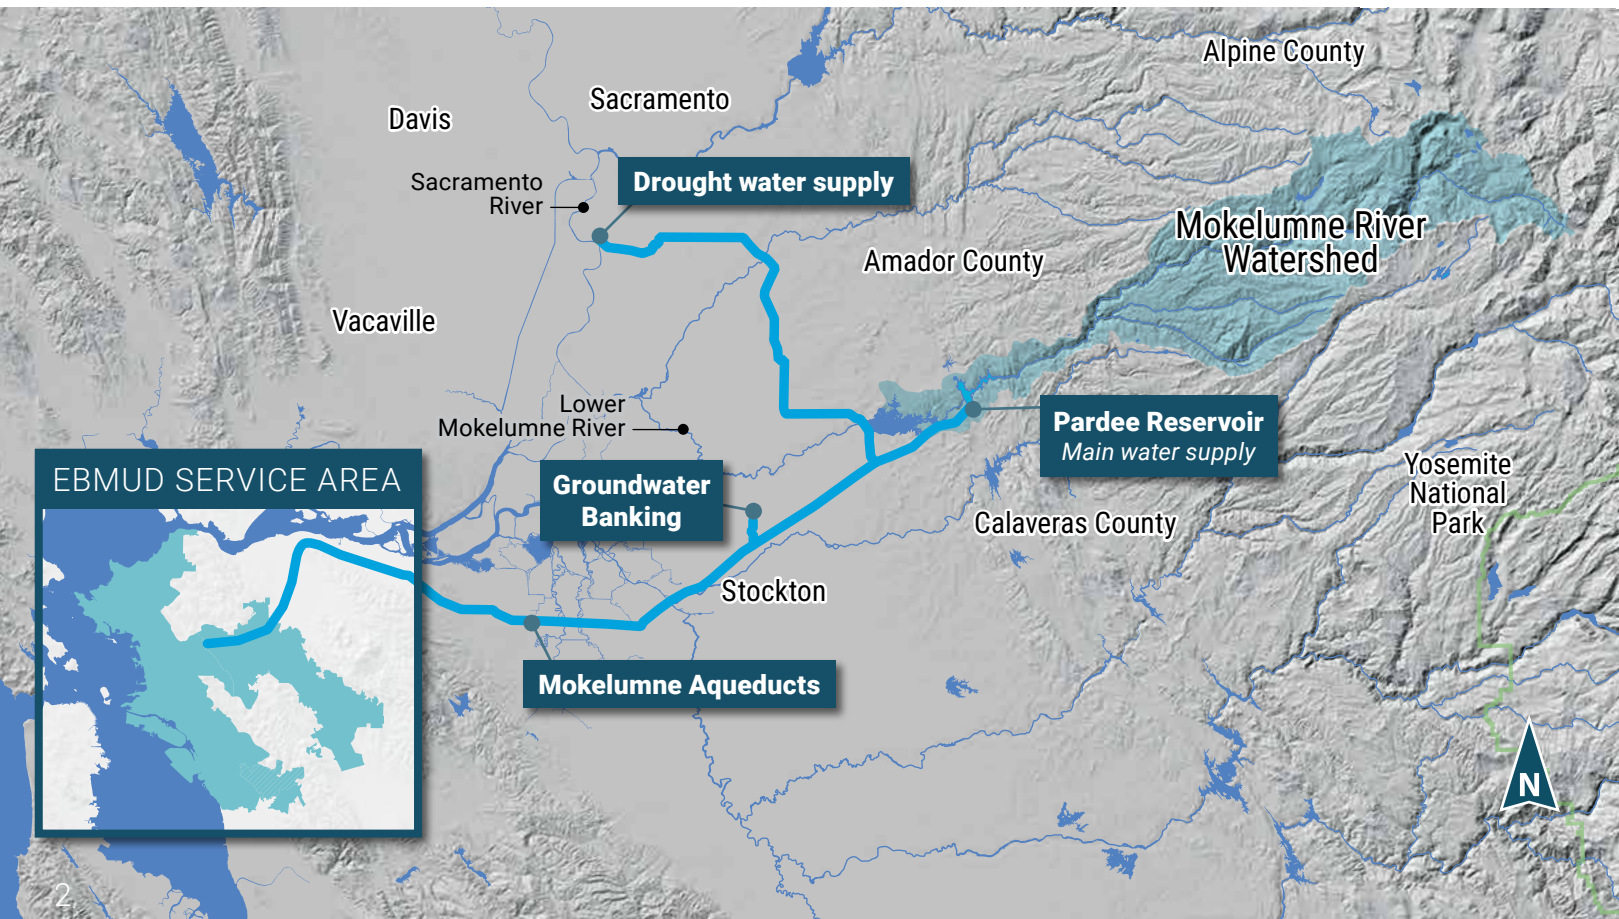 Alpine County
Sacramento
Davis
Sacramento
River
Drought water supply
Mokelumne River
Watershed
Amador County
Vacaville
Lower
Mokelumne River
Pardee Reservoir
Main water supply
EBMUD SERVICE AREA
Groundwater
Banking
Yosemite
National
Park
Calaveras County
Stockton
Mokelumne Aqueducts
N
2